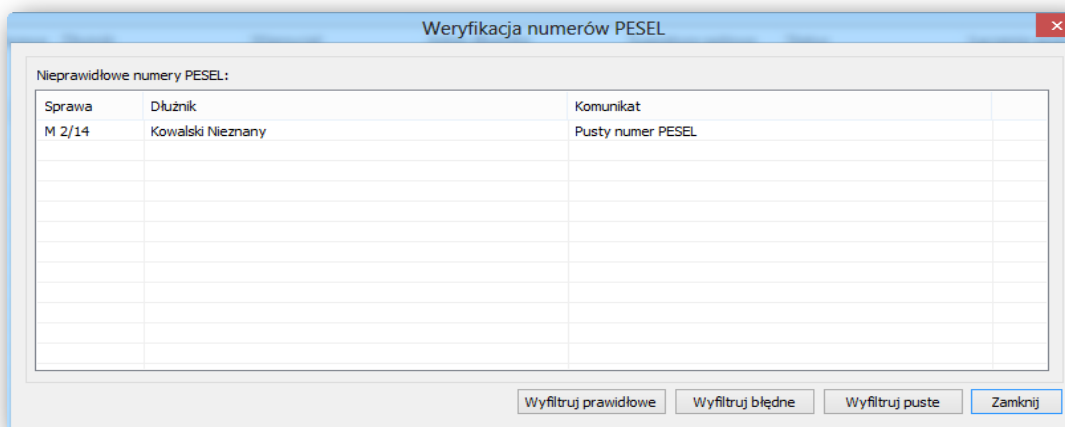 Weryfikacja numerów PESEL
Nieprawidłowe numery PESEL:
Sprawa Dłużnik Komunikat
M 2/14 Kowalski Nieznany Pusty numer PESEL
Wyfiltruj prawidłowe Wyfiltruj błędne Wyfiltruj puste Zamknij